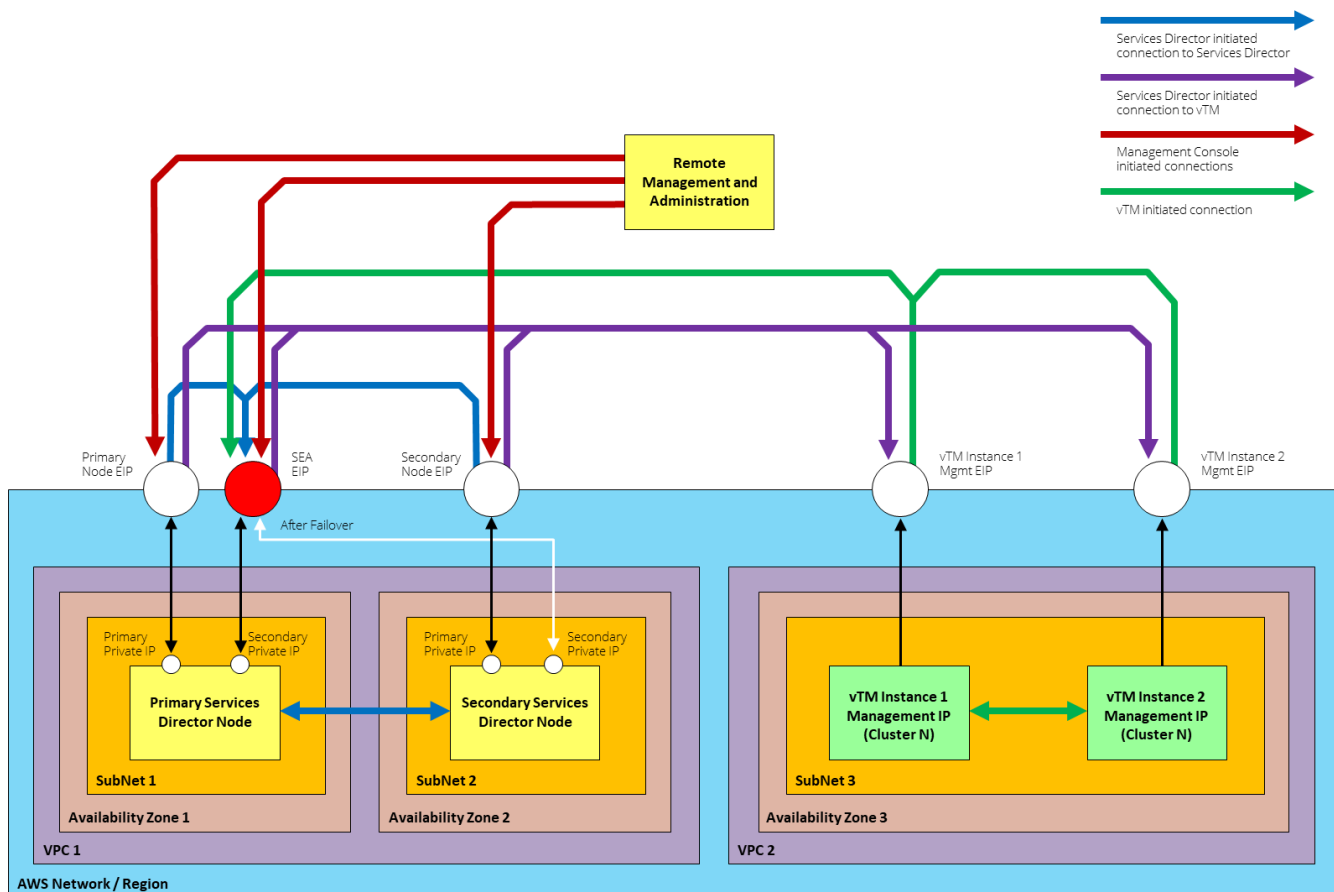 Services Director initiated
connection to Services Director
Services Director initiated
connection to vTM
Management Console
initiated connections
vTM initiated connection
Remote
Management and
Administration
Primary
Node EIP
SEA
EIP
Secondary
Node EIP
vTM Instance 1
Mgmt EIP
vTM Instance 2
Mgmt EIP
After Failover
Primary
Private IP
Secondary
Private IP
Primary
Private IP
Secondary
Private IP
Primary Services
Director Node
Secondary Services
Director Node
vTM Instance 1
Management IP
(Cluster N)
vTM Instance 2
Management IP
(Cluster N)
SubNet 1
SubNet 2
SubNet 3
Availability Zone 1
Availability Zone 2
Availability Zone 3
VPC 1
VPC 2
AWS Network / Region